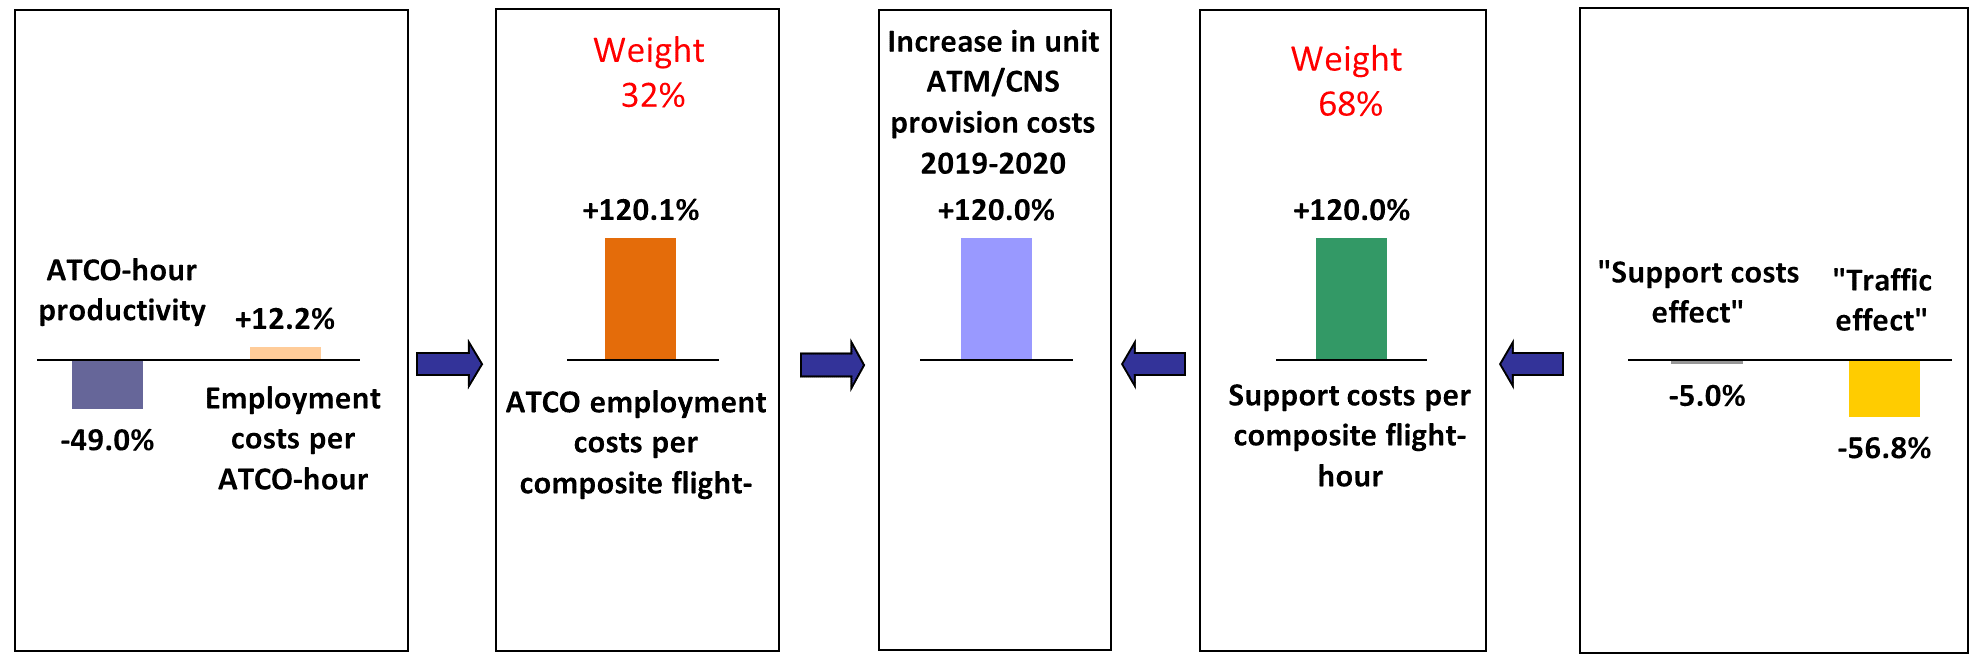 ATCO-hour
productivity
+12.2%
-49.0%
Employment
costs per
ATCO-hour
Weight
32%
+120.1%
ATCO employment
costs per
composite flight-
Increase in unit
ATM/CNS
provision costs
2019-2020
+120.0%
Weight
68%
+120.0%
Support costs per
composite flight-
hour
"Support costs
effect"
"Traffic
effect"
-5.0%
-56.8%